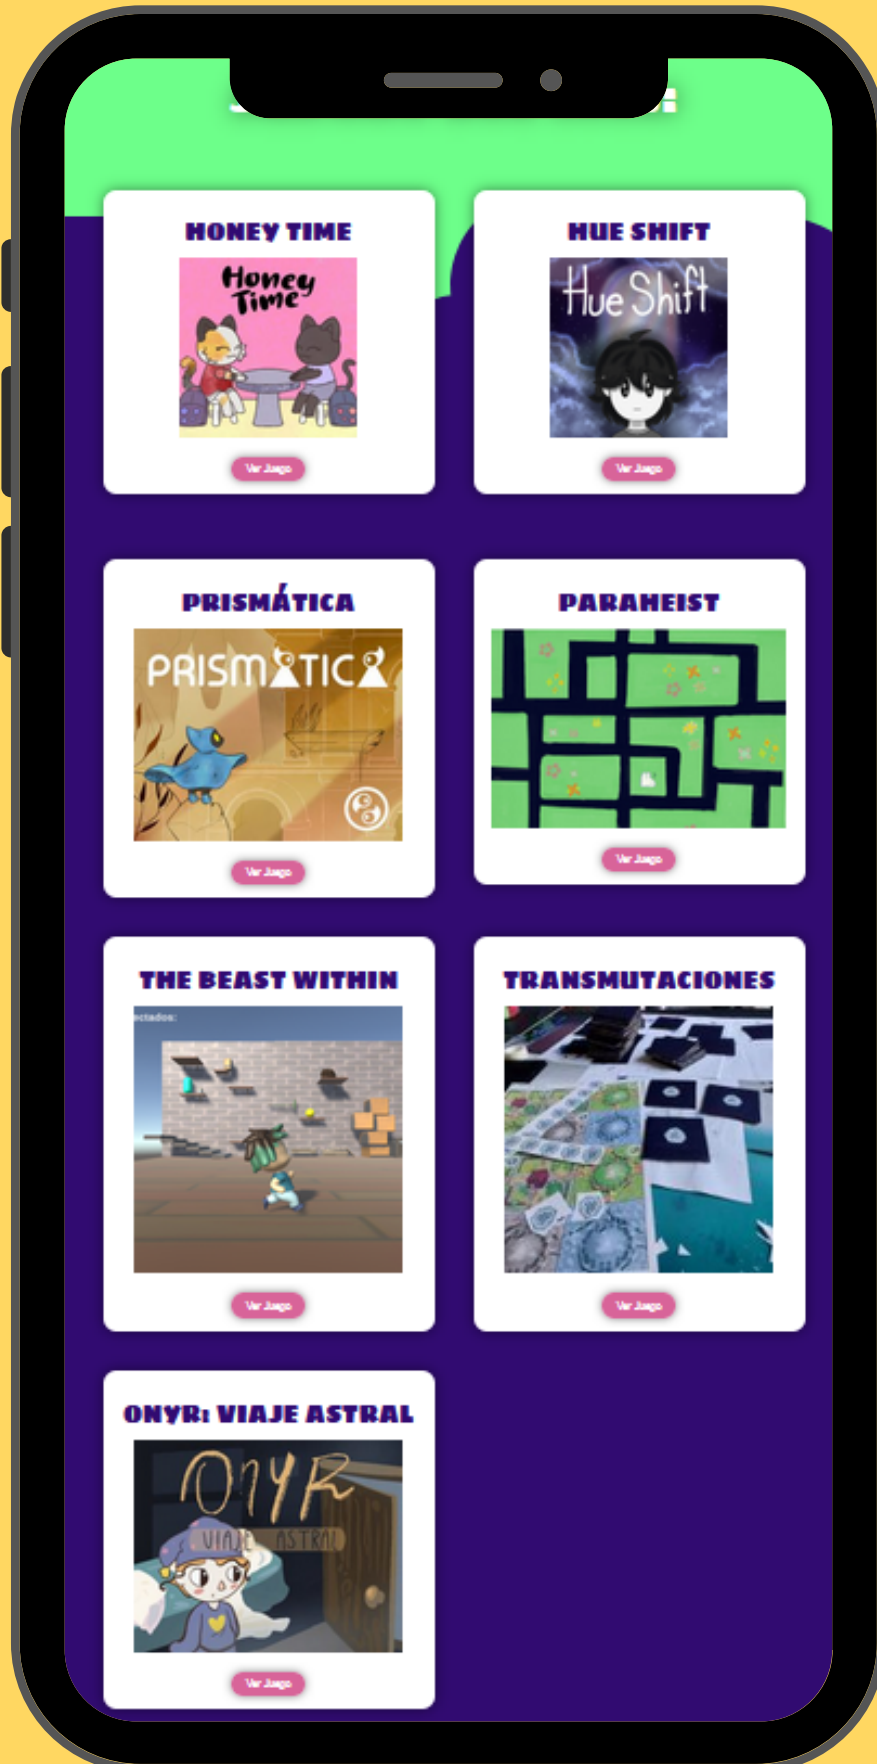 HONEY TIME
Honey
Time
Ver Juego
HUE SHIFT
Hue Shift
Ver Juego
PRISMÁTICA
PRISMATICA
Ver Juego
PARAHEIST
Ver Juego
THE BEAST WITHIN
ectados:
Ver Juego
TRANSMUTACIONES
Ver Juego
ONYR: VIAJE ASTRAL
ONYR
VIAJE ASTRAL
Ver Juego